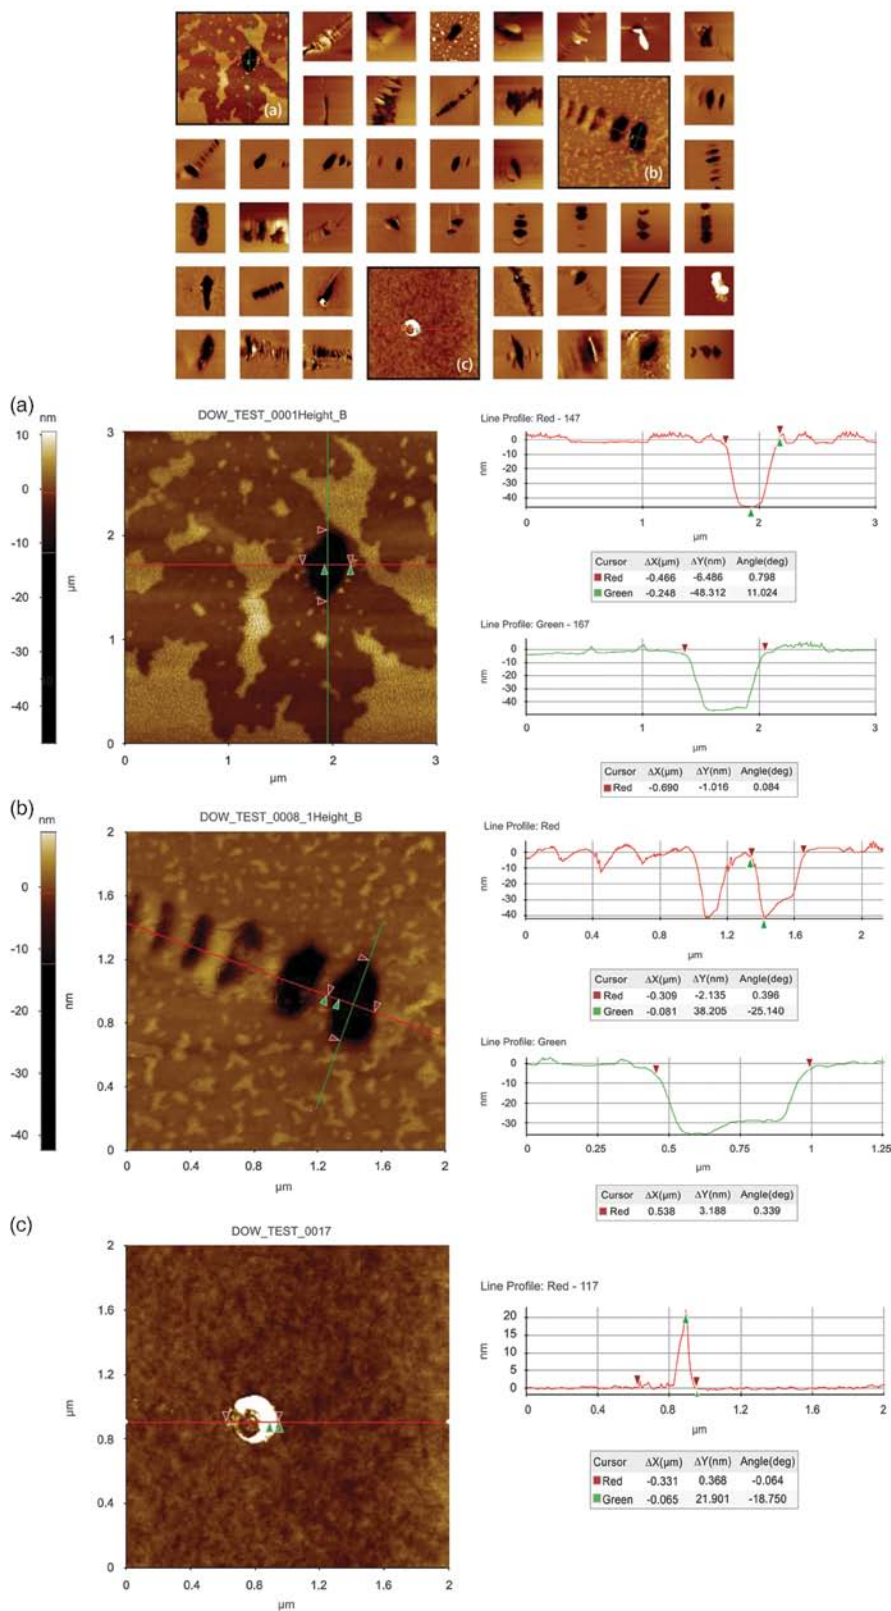 (a)
(b)
(c)
(a)
nm
DOW_TEST_0001Height_B
10
0
-10
-20
-30
-40
3
2
1
0
µm
0 1 2 3
µm
Line Profile: Red - 147
0
-10
-20
-30
-40
nm
0 1 2 3
µm
Cursor ΔX(µm) ΔY(nm) Angle(deg)
Red -0.466 -6.486 0.798
Green -0.248 -48.312 11.024
Line Profile: Green - 167
0
-10
-20
-30
-40
nm
0 1 2 3
µm
Cursor ΔX(µm) ΔY(nm) Angle(deg)
Red -0.690 -1.016 0.084
(b)
nm
DOW_TEST_0008_1Height_B
0
-10
-20
-30
-40
nm
2
1.6
1.2
0.8
0.4
0
µm
0 0.4 0.8 1.2 1.6 2
µm
Line Profile: Red
0
-10
-20
-30
-40
nm
0 0.4 0.8 1.2 1.6 2
µm
Cursor ΔX(µm) ΔY(nm) Angle(deg)
Red -0.309 -2.135 0.396
Green -0.081 38.205 -25.140
Line Profile: Green
0
-10
-20
-30
nm
0 0.25 0.5 0.75 1 1.25
µm
Cursor ΔX(µm) ΔY(nm) Angle(deg)
Red 0.538 3.188 0.339
(c)
DOW_TEST_0017
2
1.6
1.2
0.8
0.4
0
µm
0 0.4 0.8 1.2 1.6 2
µm
Line Profile: Red - 117
20
15
10
5
0
nm
0 0.4 0.8 1.2 1.6 2
µm
Cursor ΔX(µm) ΔY(nm) Angle(deg)
Red -0.331 0.368 -0.064
Green -0.065 21.901 -18.750